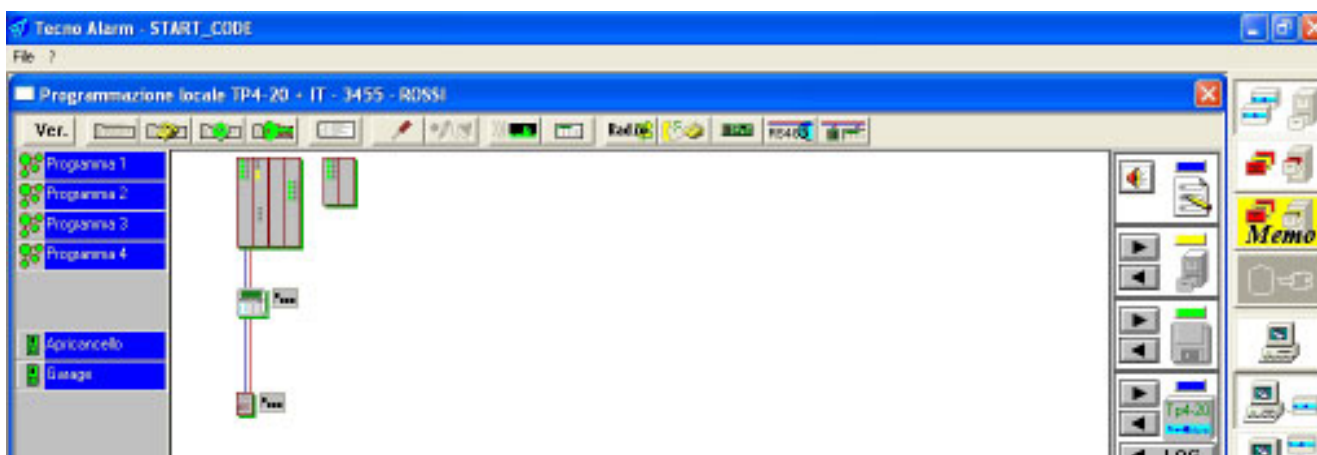 Tecno Alarm - START_CODE
File ?
Programmazione locale TP4-20 + IT - 3455 - ROSSI
Ver. Radio RS485
Programma 1
Programma 2
Programma 3
Programma 4
Apricancello
Garage
Memo
Tp4-20
LOG